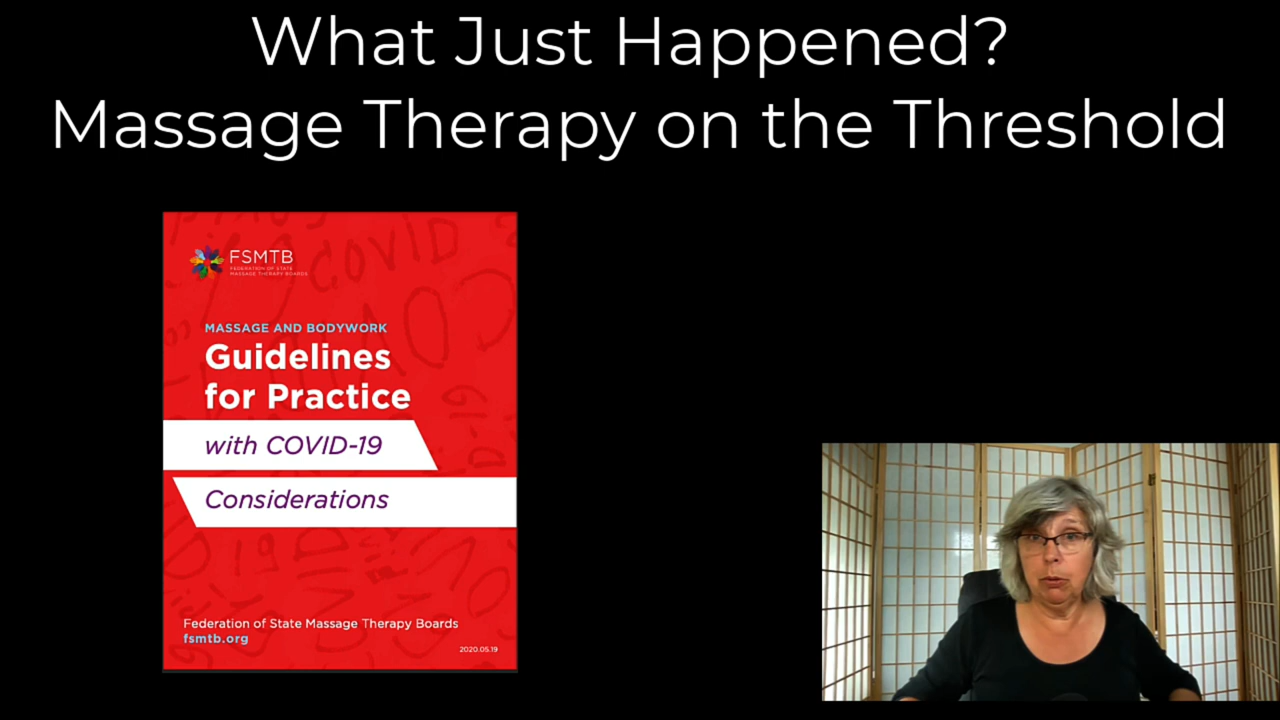 What Just Happened?
Massage Therapy on the Threshold
FSMTB
FEDERATION OF STATE
MASSAGE THERAPY BOARDS
COVID
MASSAGE AND BODYWORK
Guidelines
for Practice
with COVID-19
Considerations
Federation of State Massage Therapy Boards
fsmtb.org
2020.05.19